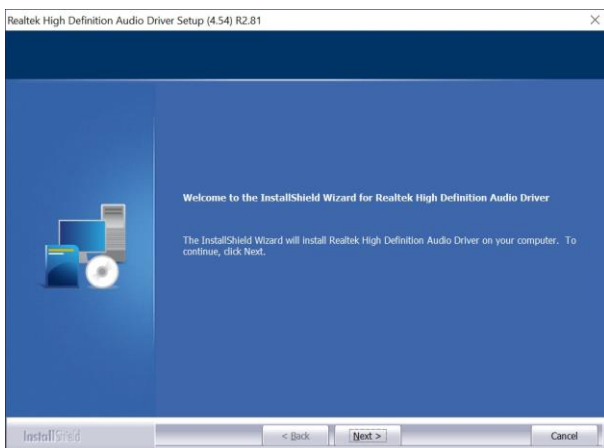 Realtek High Definition Audio Driver Setup (4.54) R2.81
Welcome to the InstallShield Wizard for Realtek High Definition Audio Driver
The InstallShield Wizard will install Realtek High Definition Audio Driver on your computer. To
continue, click Next.
InstallShield
< Back
Next >
Cancel